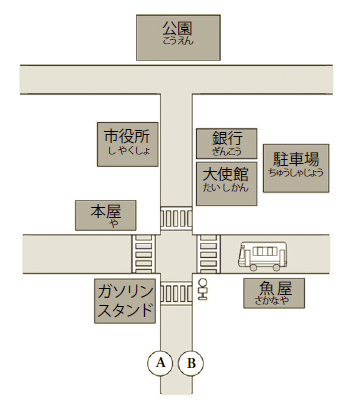 公園
こうえん
市役所
しやくしょ
銀行
ぎんこう
大使館
たいしかん
駐車場
ちゅうしゃじょう
本屋
や
ガソリン
スタンド
魚屋
さかなや
A
B